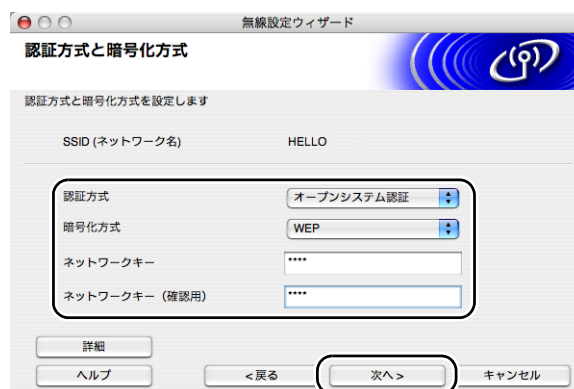 無線設定ウィザード
認証方式と暗号化方式
認証方式と暗号化方式を設定します
SSID (ネットワーク名) HELLO
認証方式 オープンシステム認証
暗号化方式 WEP
ネットワークキー ****
ネットワークキー（確認用） ****
詳細
ヘルプ <戻る 次へ > キャンセル